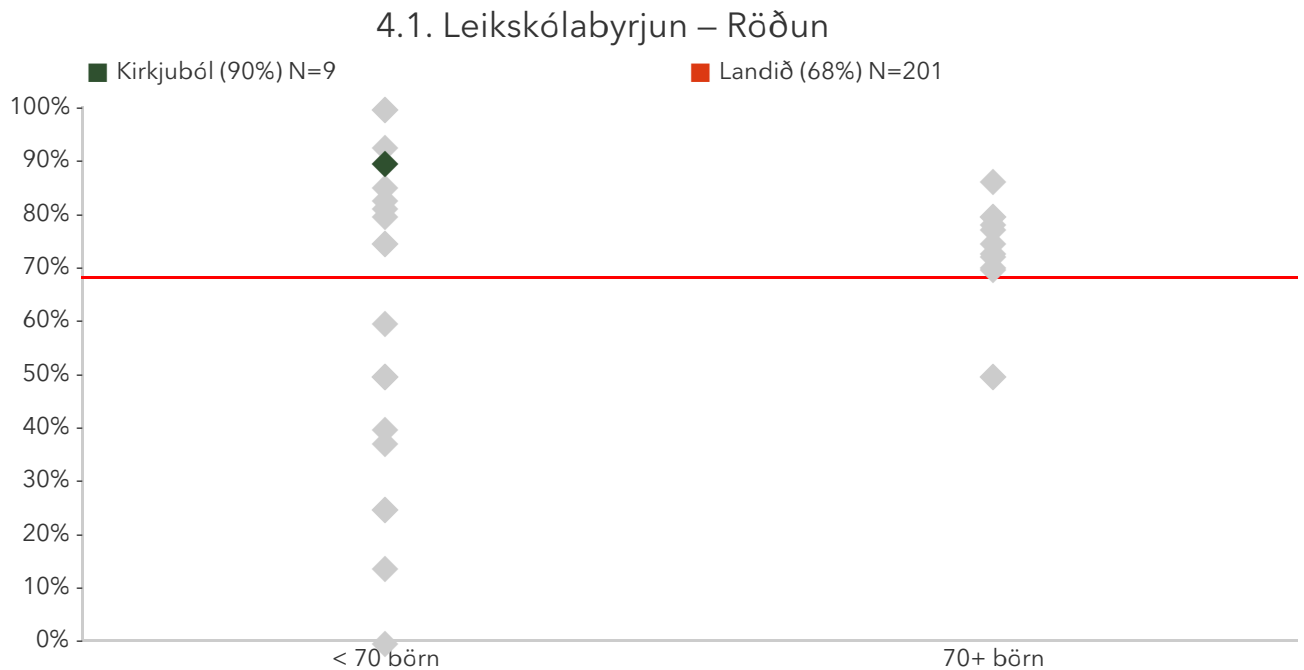 4.1. Leikskólabyrjun – Röðun
Kirkjuból (90%) N=9
Landið (68%) N=201
100%
90%
80%
70%
60%
50%
40%
30%
20%
10%
0%
< 70 börn
70+ börn